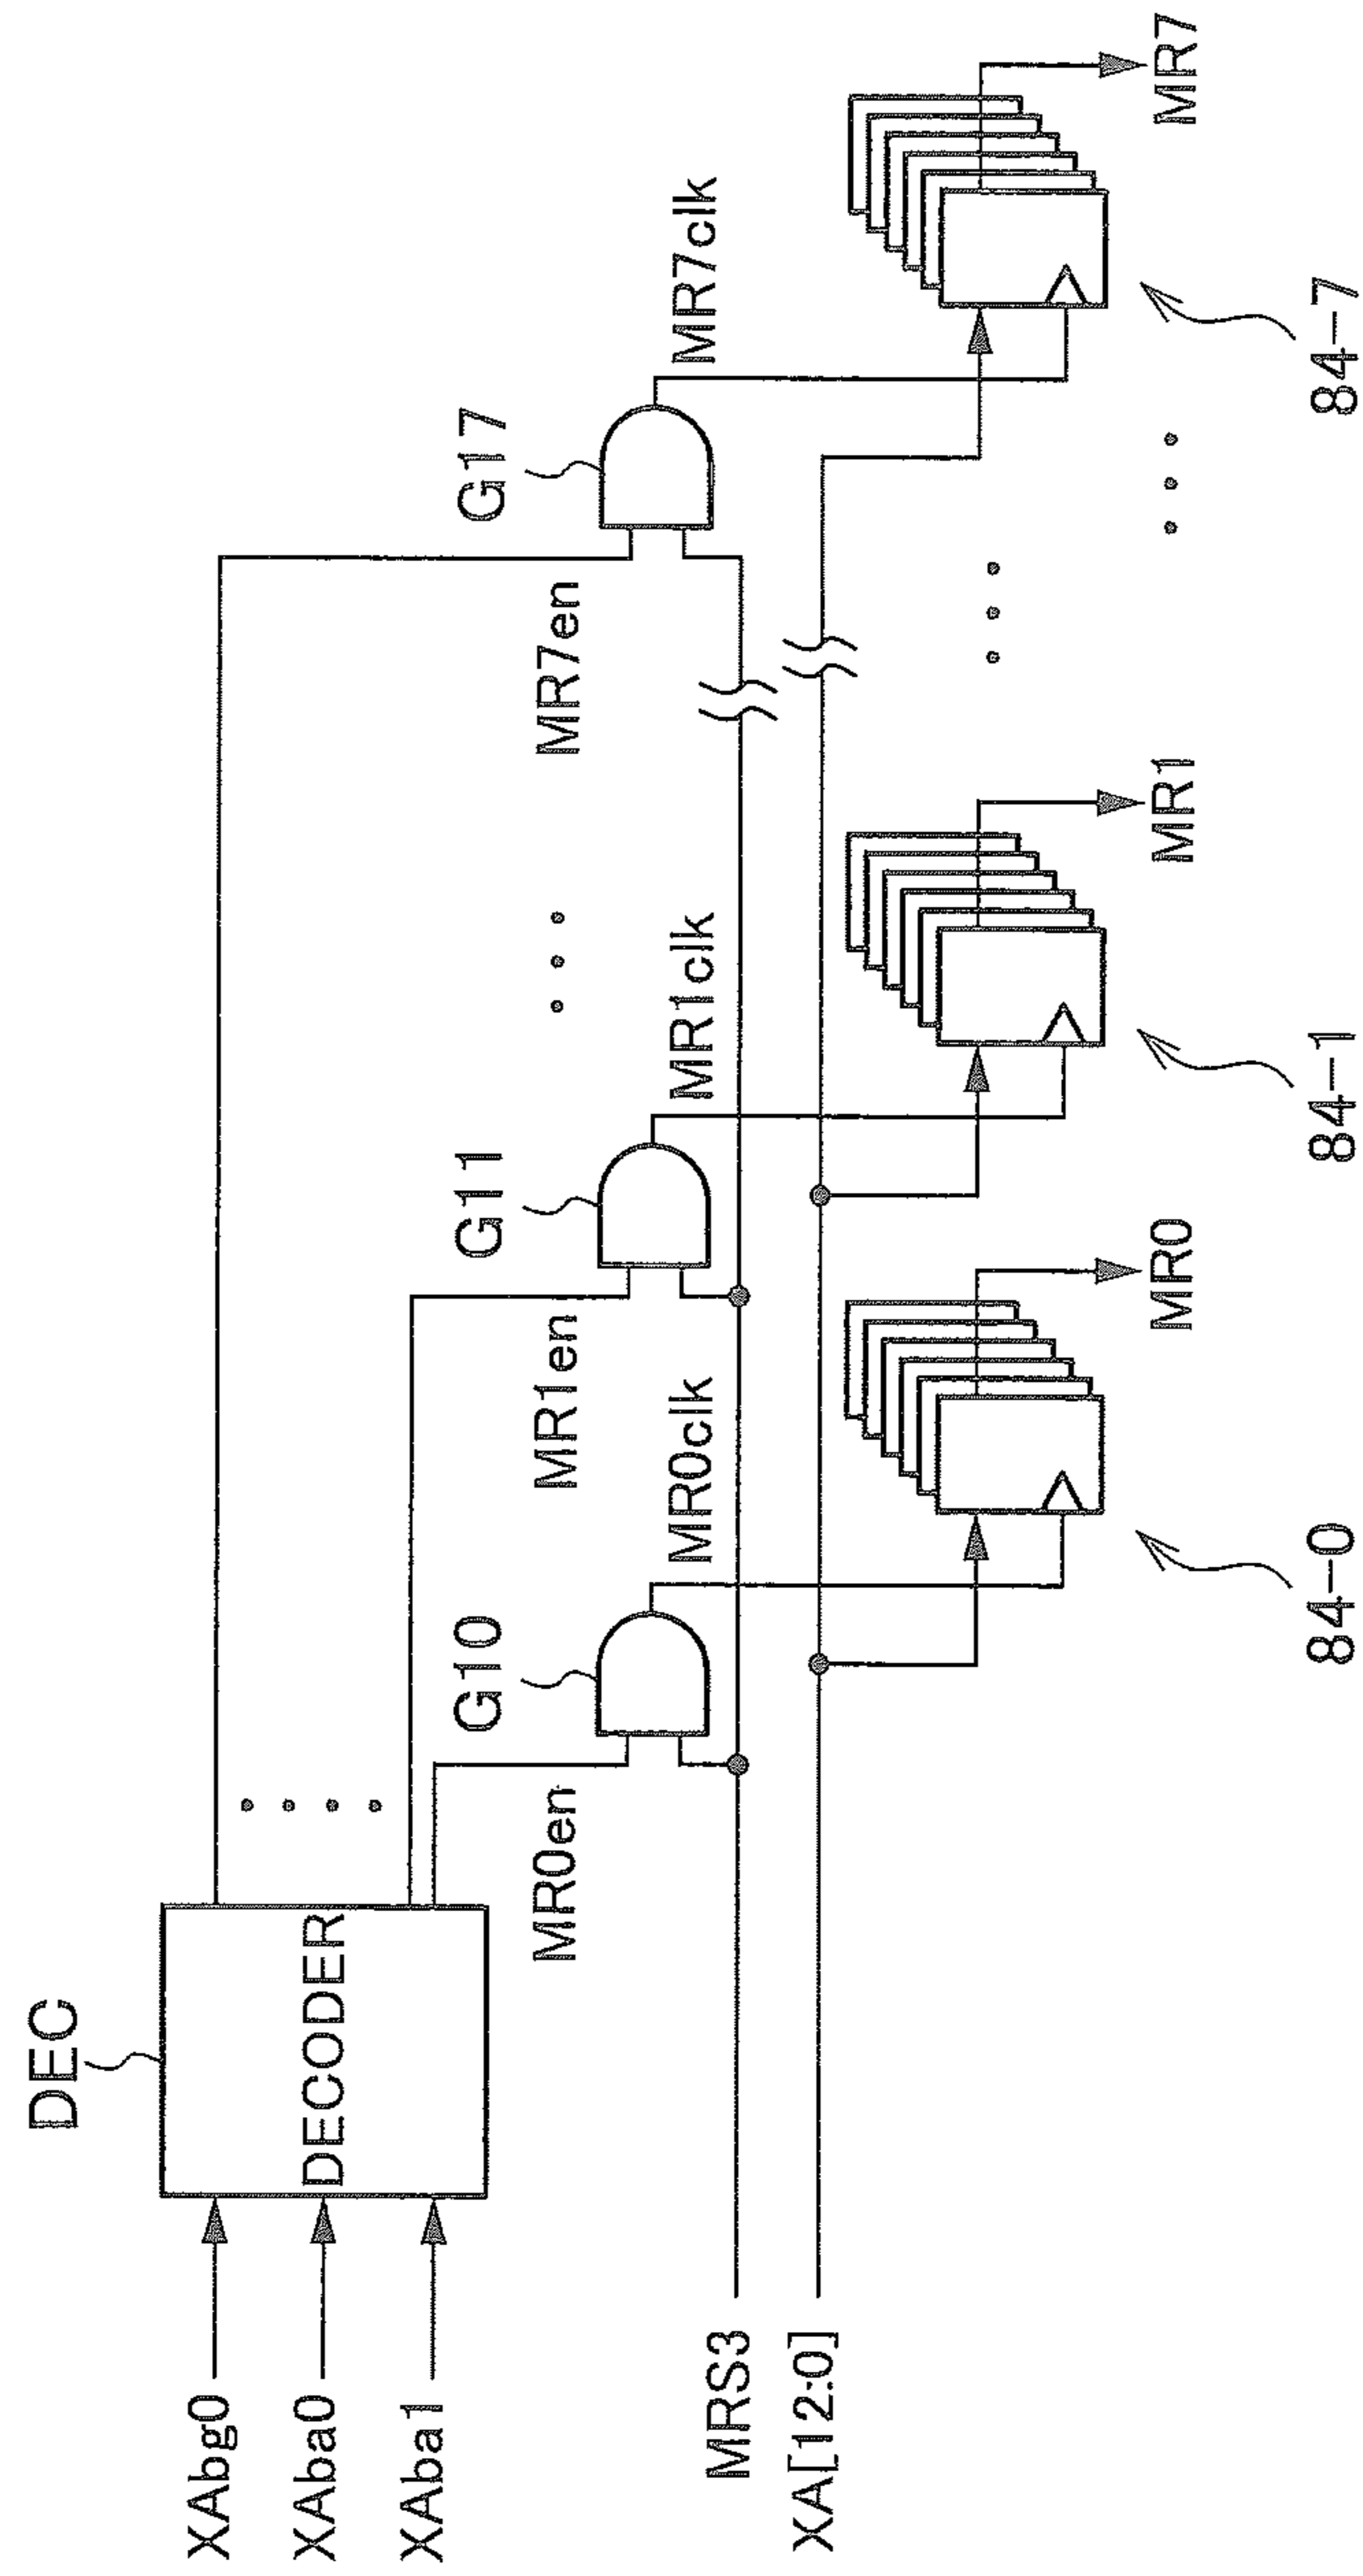 DEC
DECODER
XAbg0
XAba0
XAba1
MRS3
XA[12:0]
MR0en
G10
MR0clk
MR1en
G11
MR1clk
MR7en
G17
MR7clk
MR0
MR1
MR7
84-0
84-1
84-7